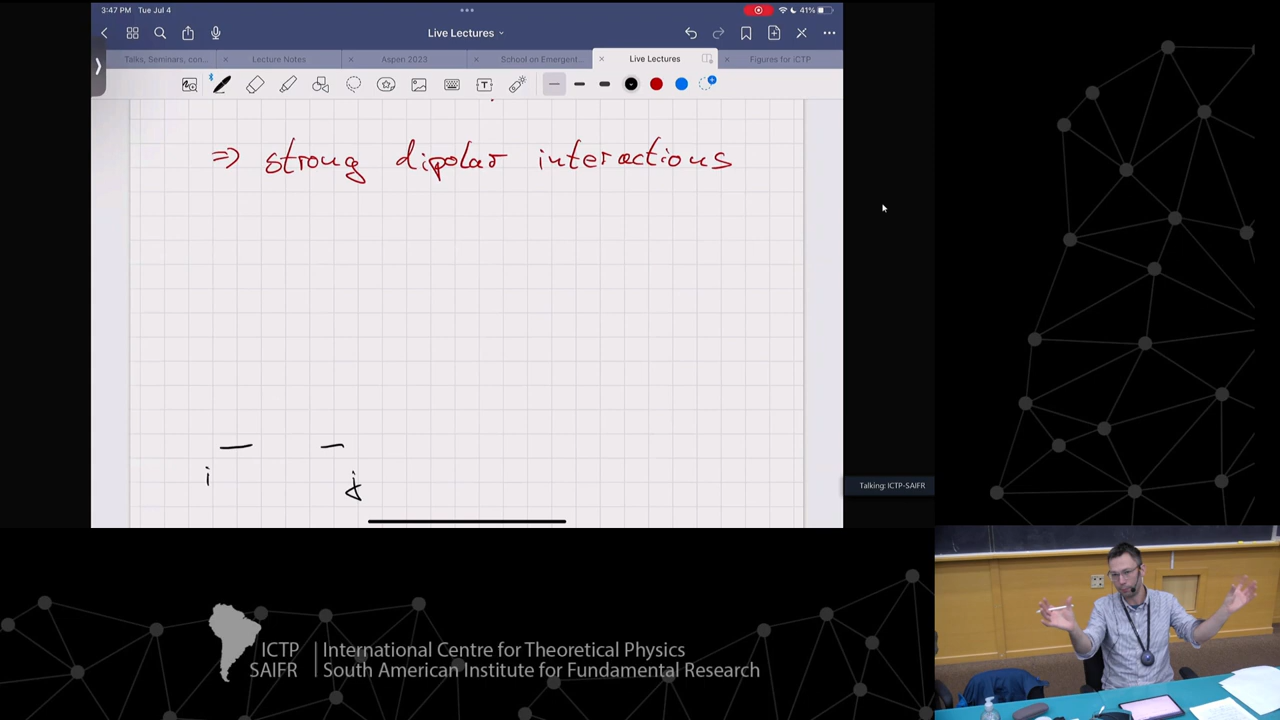 3:47 PM Tue Jul 4
41%
Live Lectures
Talks, Seminars, con...
Lecture Notes
Aspen 2023
School on Emergent...
Live Lectures
Figures for iCTP
⇒ strong dipolar interactions
i j
Talking: ICTP-SAIFR
ICTP International Centre for Theoretical Physics
SAIFR South American Institute for Fundamental Research